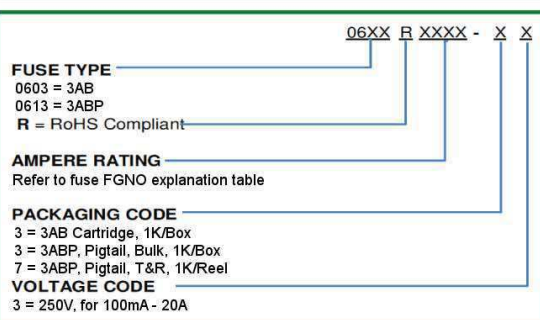 06XX R XXXX - X X
FUSE TYPE
0603 = 3AB
0613 = 3ABP
R = RoHS Compliant
AMPERE RATING
Refer to fuse FGNO explanation table
PACKAGING CODE
3 = 3AB Cartridge, 1K/Box
3 = 3ABP, Pigtail, Bulk, 1K/Box
7 = 3ABP, Pigtail, T&R, 1K/Reel
VOLTAGE CODE
3 = 250V, for 100mA - 20A